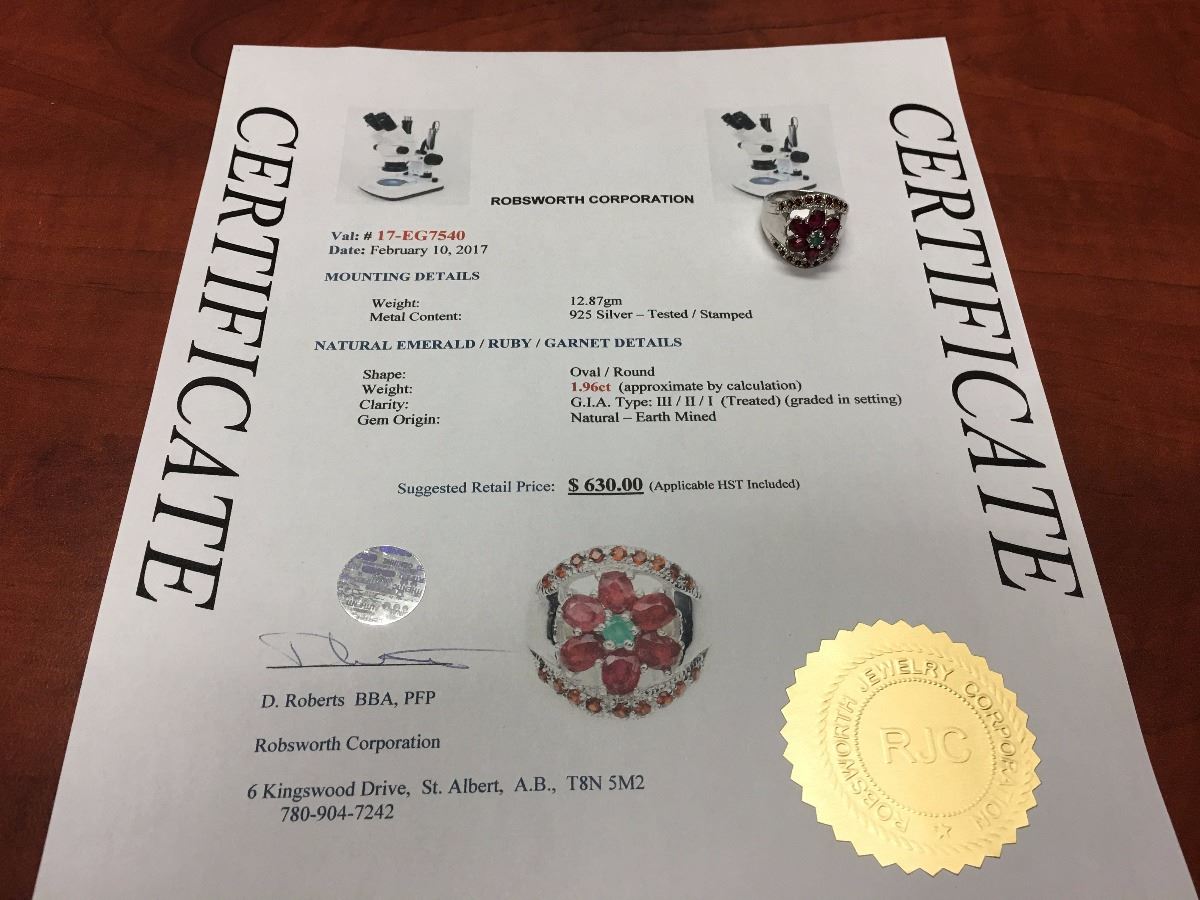 CERTIFICATE
CERTIFICATE
ROBSWORTH CORPORATION
Val: # 17-EG7540
Date: February 10, 2017
MOUNTING DETAILS
Weight: 12.87gm
Metal Content: 925 Silver – Tested / Stamped
NATURAL EMERALD / RUBY / GARNET DETAILS
Shape: Oval / Round
Weight: 1.96ct (approximate by calculation)
Clarity: G.I.A. Type: III / II / I (Treated) (graded in setting)
Gem Origin: Natural – Earth Mined
Suggested Retail Price: $ 630.00 (Applicable HST Included)
D. Roberts BBA, PFP
Robsworth Corporation
6 Kingswood Drive, St. Albert, A.B., T8N 5M2
780-904-7242
ROBSWORTH JEWELRY CORPORATION
RJC